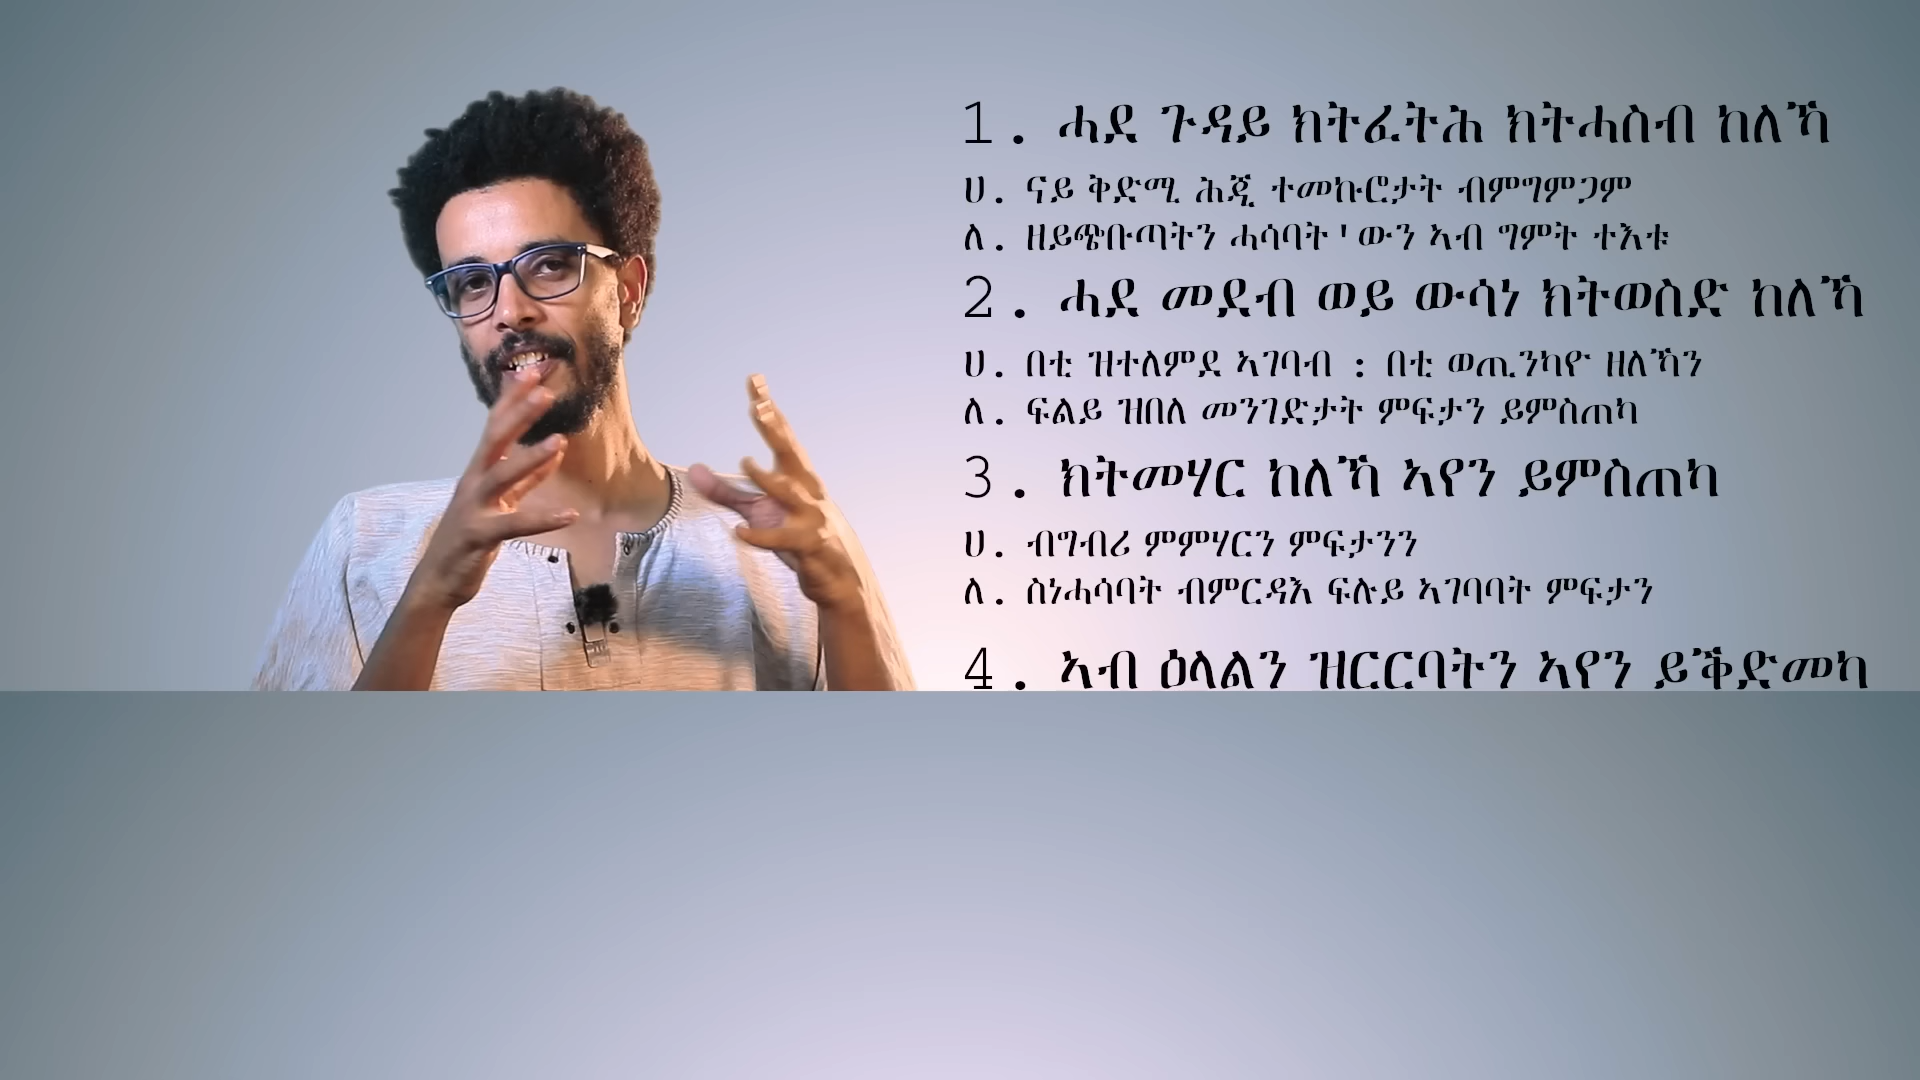 1. ሓደ ጉዳይ ክትፈትሕ ክትሓስብ ከለኻ
ሀ. ናይ ቅድሚ ሕጂ ተመኩሮታት ብምግምጋም
ለ. ዘይጭቡጣትን ሓሳባት'ውን ኣብ ግምት ተእቱ
2. ሓደ መደብ ወይ ውሳነ ክትወስድ ከለኻ
ሀ. በቲ ዝተለምደ ኣገባብ : በቲ ወጢንካዮ ዘለኻን
ለ. ፍልይ ዝበለ መንገድታት ምፍታን ይምስጠካ
3. ክትመሃር ከለኻ ኣየን ይምስጠካ
ሀ. ብግብሪ ምምሃርን ምፍታንን
ለ. ስነሓሳባት ብምርዳእ ፍሉይ ኣገባባት ምፍታን
4. ኣብ ዕላልን ዝርርባትን ኣየን ይቕድመካ